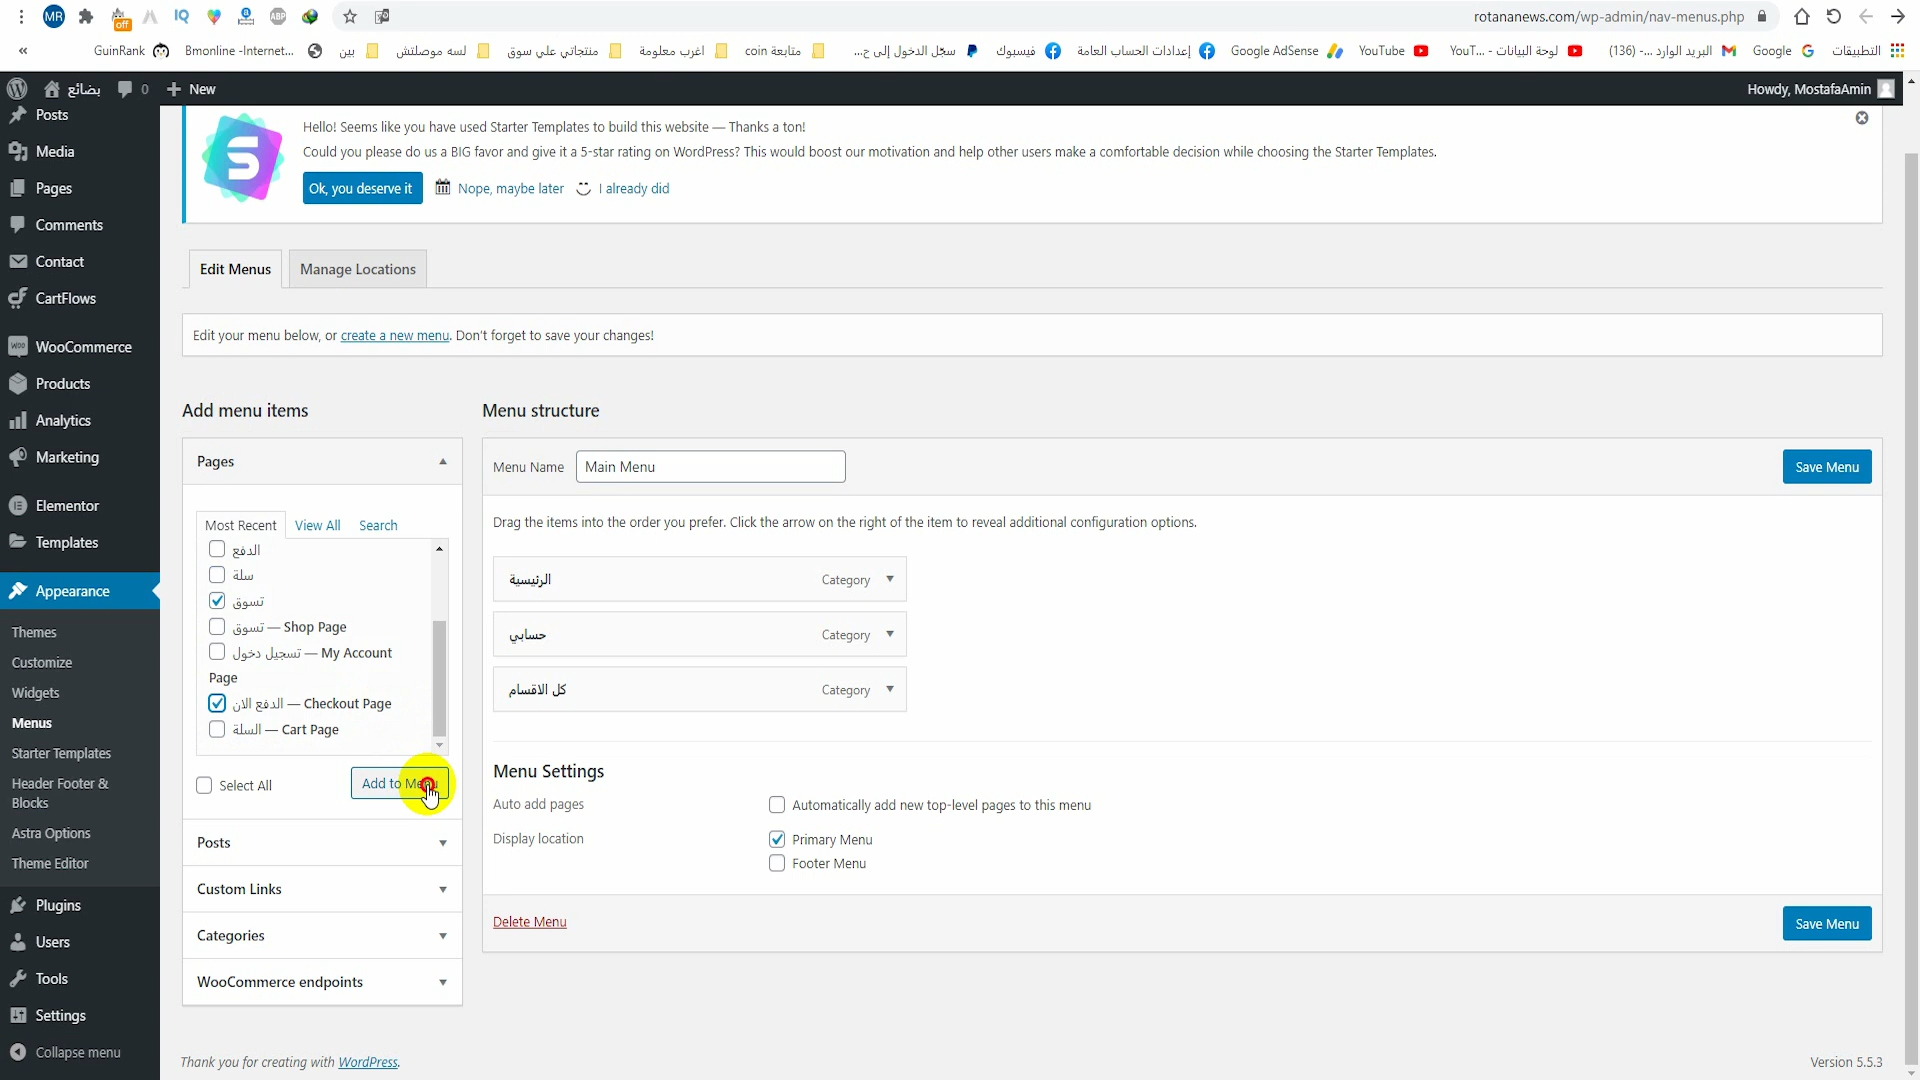 MR
off
IQ
ABP
rotananews.com/wp-admin/nav-menus.php
«
GuinRank
Bmonline -Internet...
بين
لسه موصلتش
منتجاتي علي سوق
اغرب معلومة
متابعة coin
سجّل الدخول إلى ح...
فيسبوك
إعدادات الحساب العامة
Google AdSense
YouTube
لوحة البيانات - YouT...
البريد الوارد ...- (136)
Google
التطبيقات
بضائع
0
New
Howdy, MostafaAmin
Posts
Media
Pages
Comments
Contact
CartFlows
WooCommerce
Products
Analytics
Marketing
Elementor
Templates
Appearance
Themes
Customize
Widgets
Menus
Starter Templates
Header Footer &
Blocks
Astra Options
Theme Editor
Plugins
Users
Tools
Settings
Collapse menu
Hello! Seems like you have used Starter Templates to build this website — Thanks a ton!
Could you please do us a BIG favor and give it a 5-star rating on WordPress? This would boost our motivation and help other users make a comfortable decision while choosing the Starter Templates.
Ok, you deserve it
Nope, maybe later
I already did
Edit Menus
Manage Locations
Edit your menu below, or create a new menu. Don't forget to save your changes!
Add menu items
Pages
Most Recent
View All
Search
الدفع
سلة
تسوق
تسوق — Shop Page
تسجيل دخول — My Account
Page
الدفع الان — Checkout Page
السلة — Cart Page
Select All
Add to Menu
Posts
Custom Links
Categories
WooCommerce endpoints
Menu structure
Menu Name
Main Menu
Save Menu
Drag the items into the order you prefer. Click the arrow on the right of the item to reveal additional configuration options.
الرئيسية
Category
حسابي
Category
كل الاقسام
Category
Menu Settings
Auto add pages
Automatically add new top-level pages to this menu
Display location
Primary Menu
Footer Menu
Delete Menu
Save Menu
Thank you for creating with WordPress.
Version 5.5.3